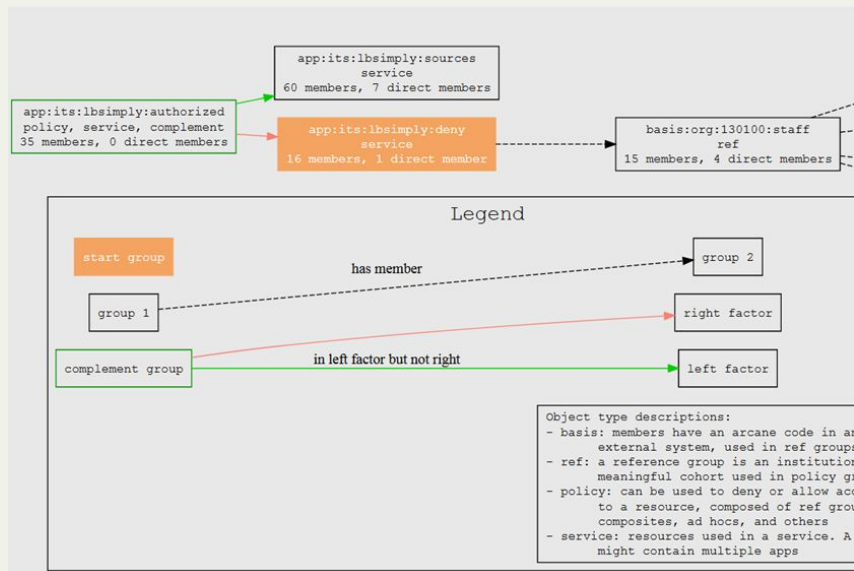 app:its:lbsimply:sources
service
60 members, 7 direct members
app:its:lbsimply:authorized
policy, service, complement
35 members, 0 direct members
app:its:lbsimply:deny
service
16 members, 1 direct member
basis:org:130100:staff
ref
15 members, 4 direct members
Legend
start group
has member
group 2
group 1
right factor
complement group
in left factor but not right
left factor
Object type descriptions:
- basis: members have an arcane code in an
external system, used in ref groups
- ref: a reference group is an institution
meaningful cohort used in policy gr
- policy: can be used to deny or allow acc
to a resource, composed of ref grou
composites, ad hocs, and others
- service: resources used in a service. A
might contain multiple apps